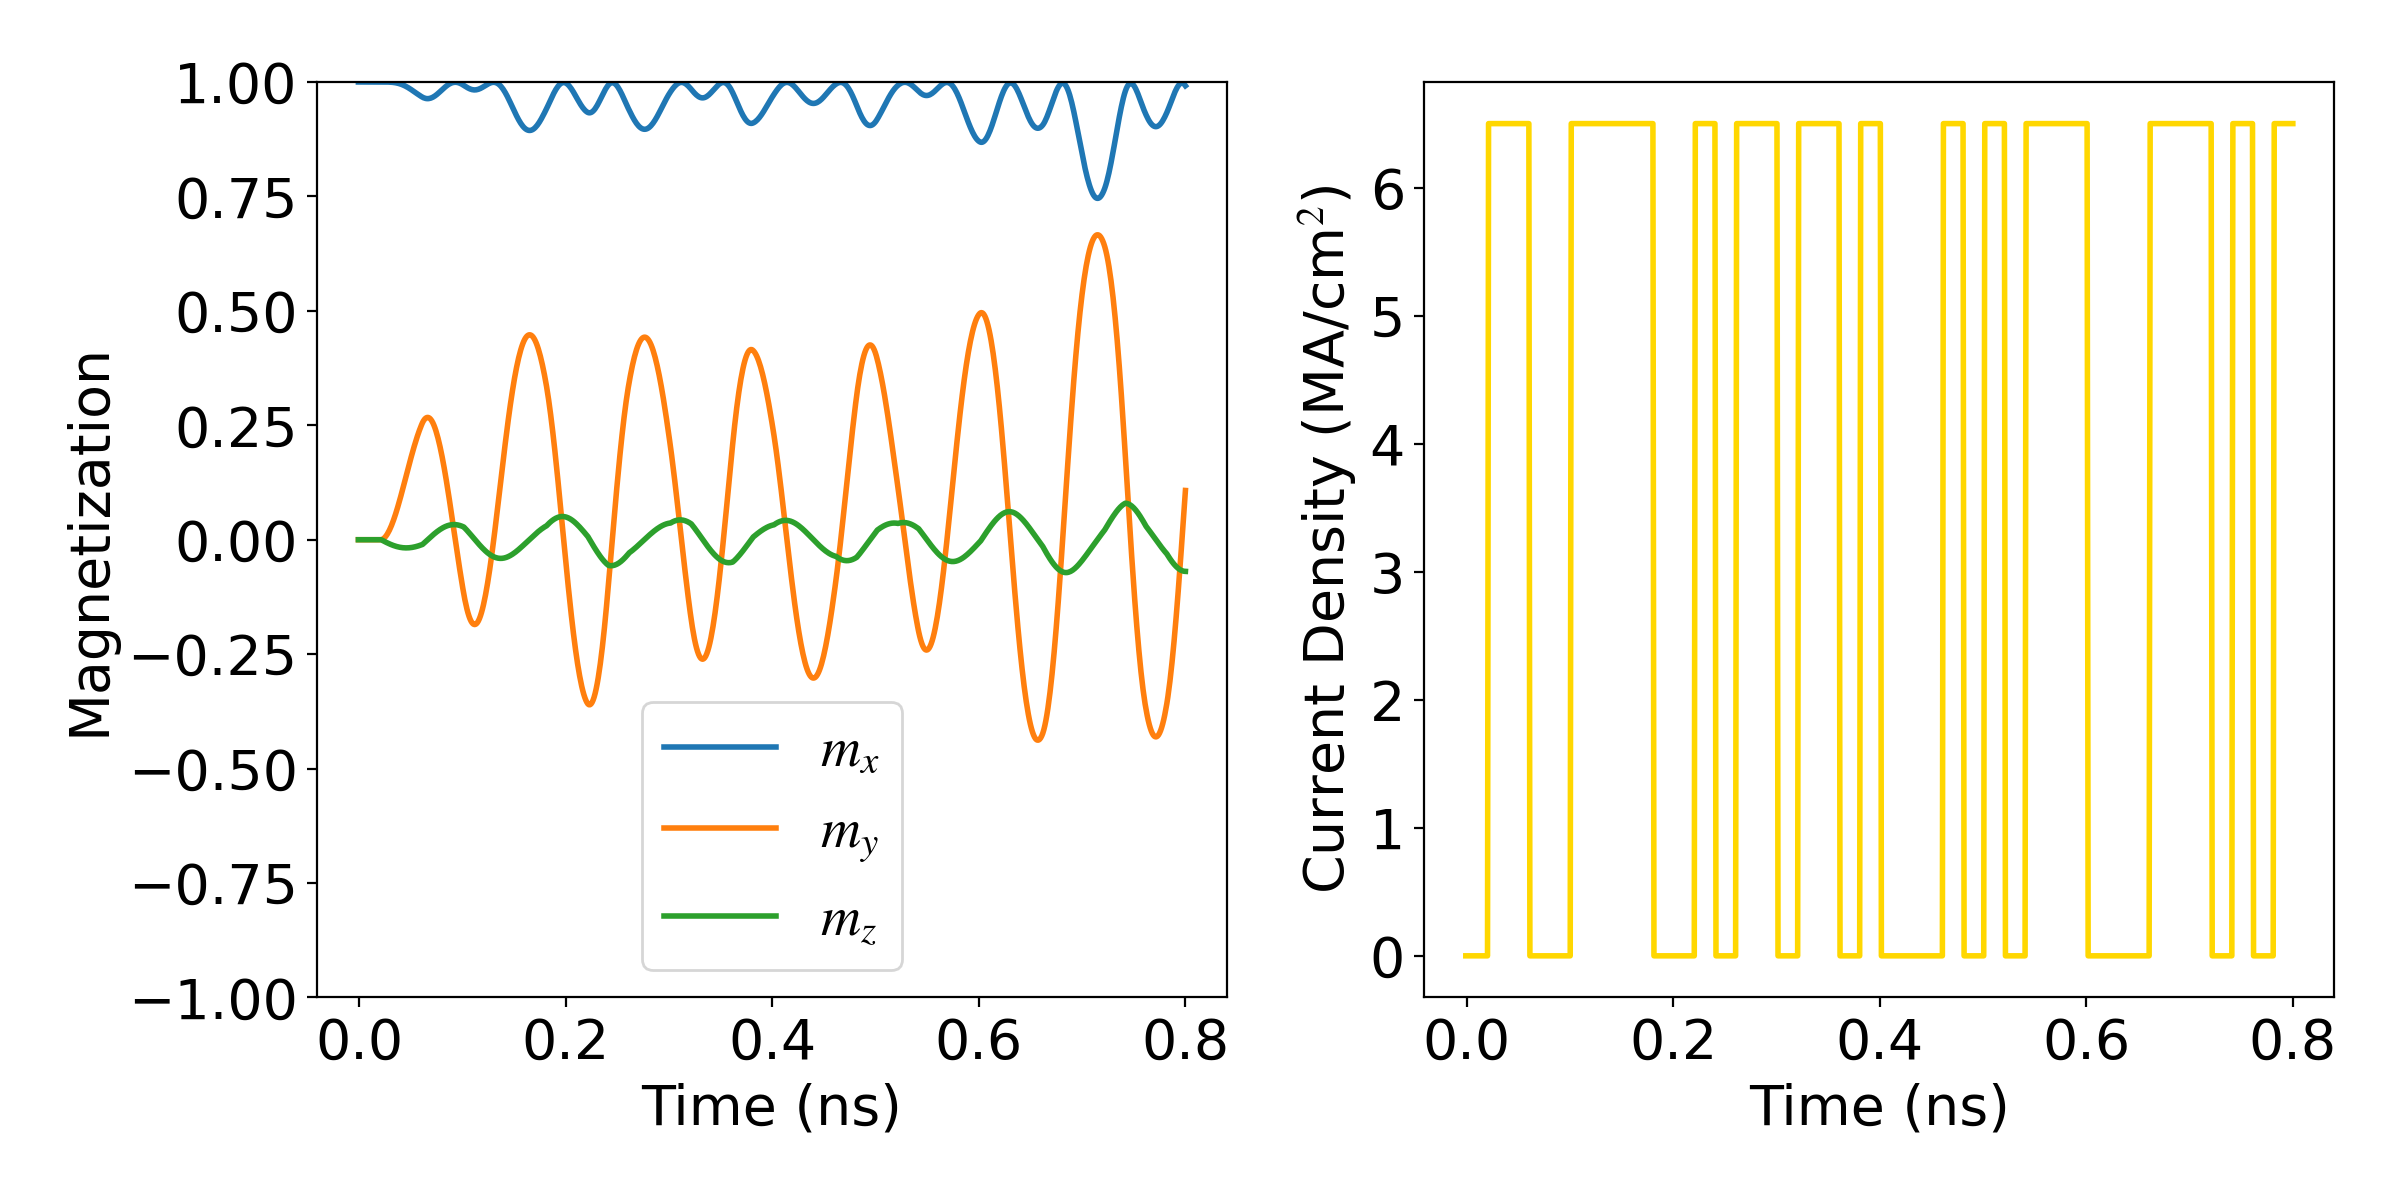 Magnetization
1.00
0.75
0.50
0.25
0.00
−0.25
−0.50
−0.75
−1.00
0.0 0.2 0.4 0.6 0.8
Time (ns)
m_x
m_y
m_z
Current Density (MA/cm²)
6
5
4
3
2
1
0
0.0 0.2 0.4 0.6 0.8
Time (ns)